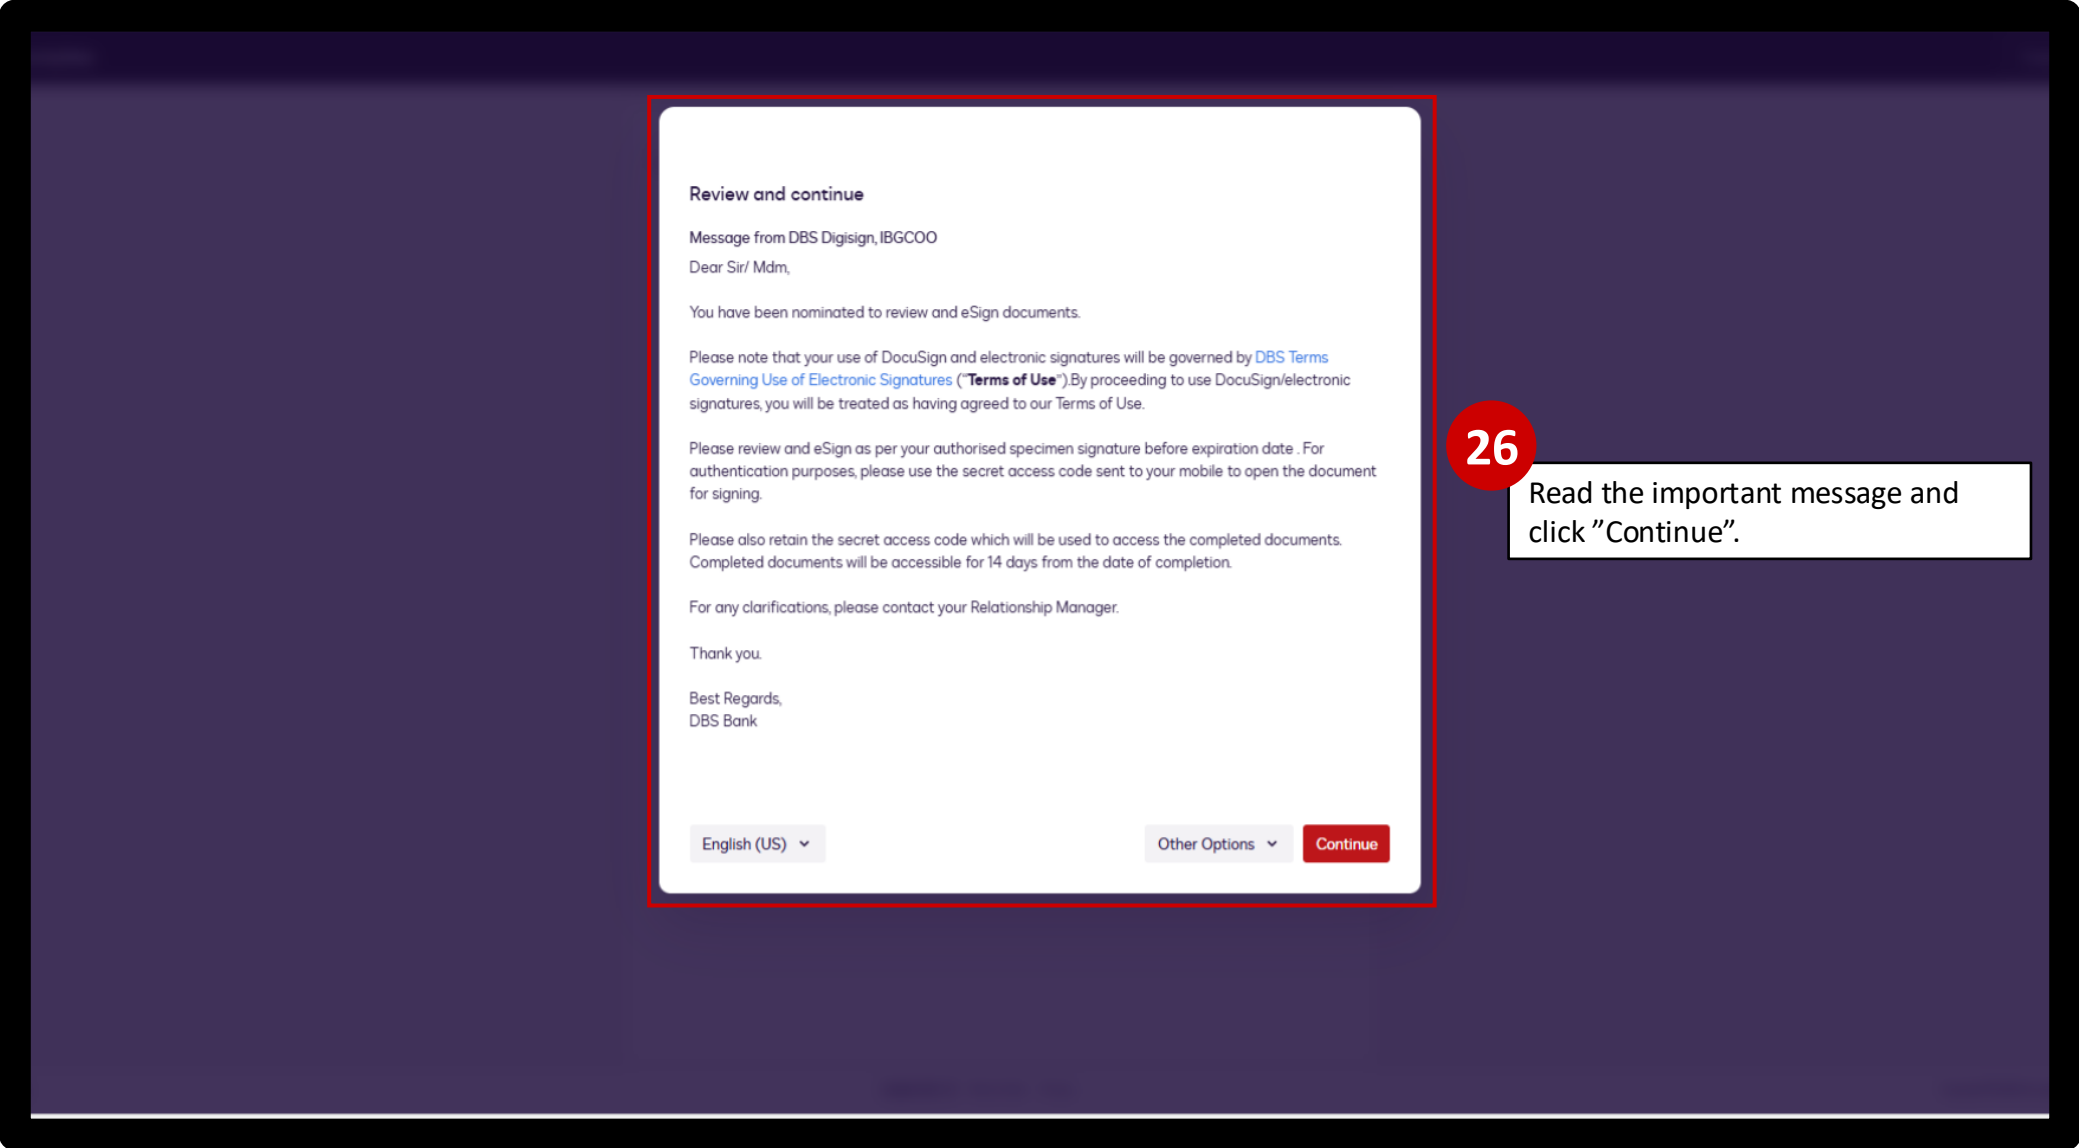 Review and continue
Message from DBS Digisign, IBGCOO
Dear Sir/ Mdm,
You have been nominated to review and eSign documents.
Please note that your use of DocuSign and electronic signatures will be governed by DBS Terms
Governing Use of Electronic Signatures ("Terms of Use").By proceeding to use DocuSign/electronic
signatures, you will be treated as having agreed to our Terms of Use.
Please review and eSign as per your authorised specimen signature before expiration date . For
authentication purposes, please use the secret access code sent to your mobile to open the document
for signing.
Please also retain the secret access code which will be used to access the completed documents.
Completed documents will be accessible for 14 days from the date of completion.
For any clarifications, please contact your Relationship Manager.
Thank you.
Best Regards,
DBS Bank
English (US)
Other Options
Continue
26
Read the important message and
click ”Continue”.